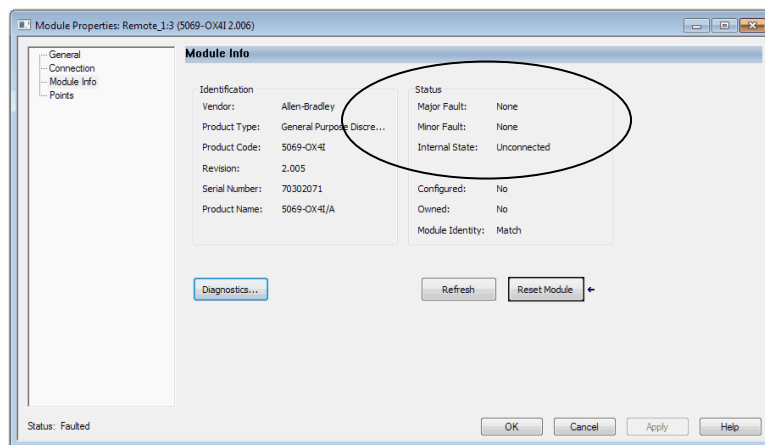 Module Properties: Remote_1:3 (5069-OX4I 2.006)
General
Connection
Module Info
Points
Module Info
Identification
Vendor: Allen-Bradley
Product Type: General Purpose Discre...
Product Code: 5069-OX4I
Revision: 2.005
Serial Number: 70302071
Product Name: 5069-OX4I/A
Status
Major Fault: None
Minor Fault: None
Internal State: Unconnected
Configured: No
Owned: No
Module Identity: Match
Diagnostics...
Refresh
Reset Module
Status: Faulted
OK
Cancel
Apply
Help